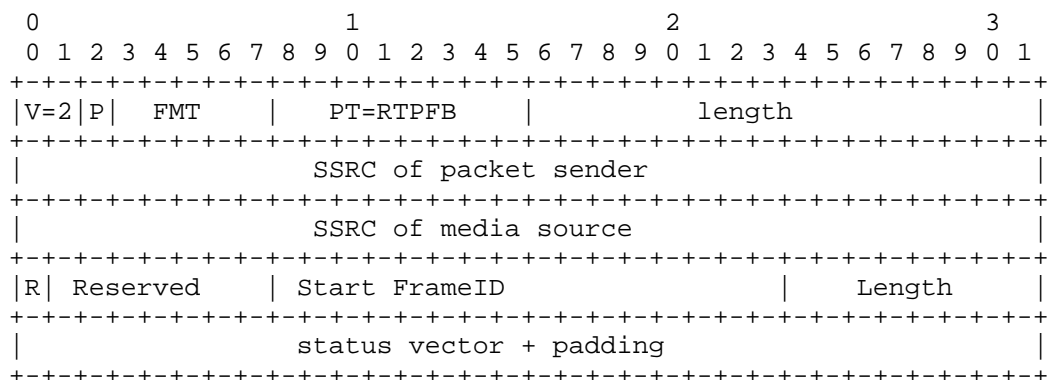 0                   1                   2                   3
 0 1 2 3 4 5 6 7 8 9 0 1 2 3 4 5 6 7 8 9 0 1 2 3 4 5 6 7 8 9 0 1
+-+-+-+-+-+-+-+-+-+-+-+-+-+-+-+-+-+-+-+-+-+-+-+-+-+-+-+-+-+-+-+-+
|V=2|P|  FMT    |   PT=RTPFB    |          length               |
+-+-+-+-+-+-+-+-+-+-+-+-+-+-+-+-+-+-+-+-+-+-+-+-+-+-+-+-+-+-+-+-+
|                  SSRC of packet sender                        |
+-+-+-+-+-+-+-+-+-+-+-+-+-+-+-+-+-+-+-+-+-+-+-+-+-+-+-+-+-+-+-+-+
|                  SSRC of media source                         |
+-+-+-+-+-+-+-+-+-+-+-+-+-+-+-+-+-+-+-+-+-+-+-+-+-+-+-+-+-+-+-+-+
|R| Reserved    | Start FrameID                 |    Length     |
+-+-+-+-+-+-+-+-+-+-+-+-+-+-+-+-+-+-+-+-+-+-+-+-+-+-+-+-+-+-+-+-+
|                 status vector + padding                       |
+-+-+-+-+-+-+-+-+-+-+-+-+-+-+-+-+-+-+-+-+-+-+-+-+-+-+-+-+-+-+-+-+